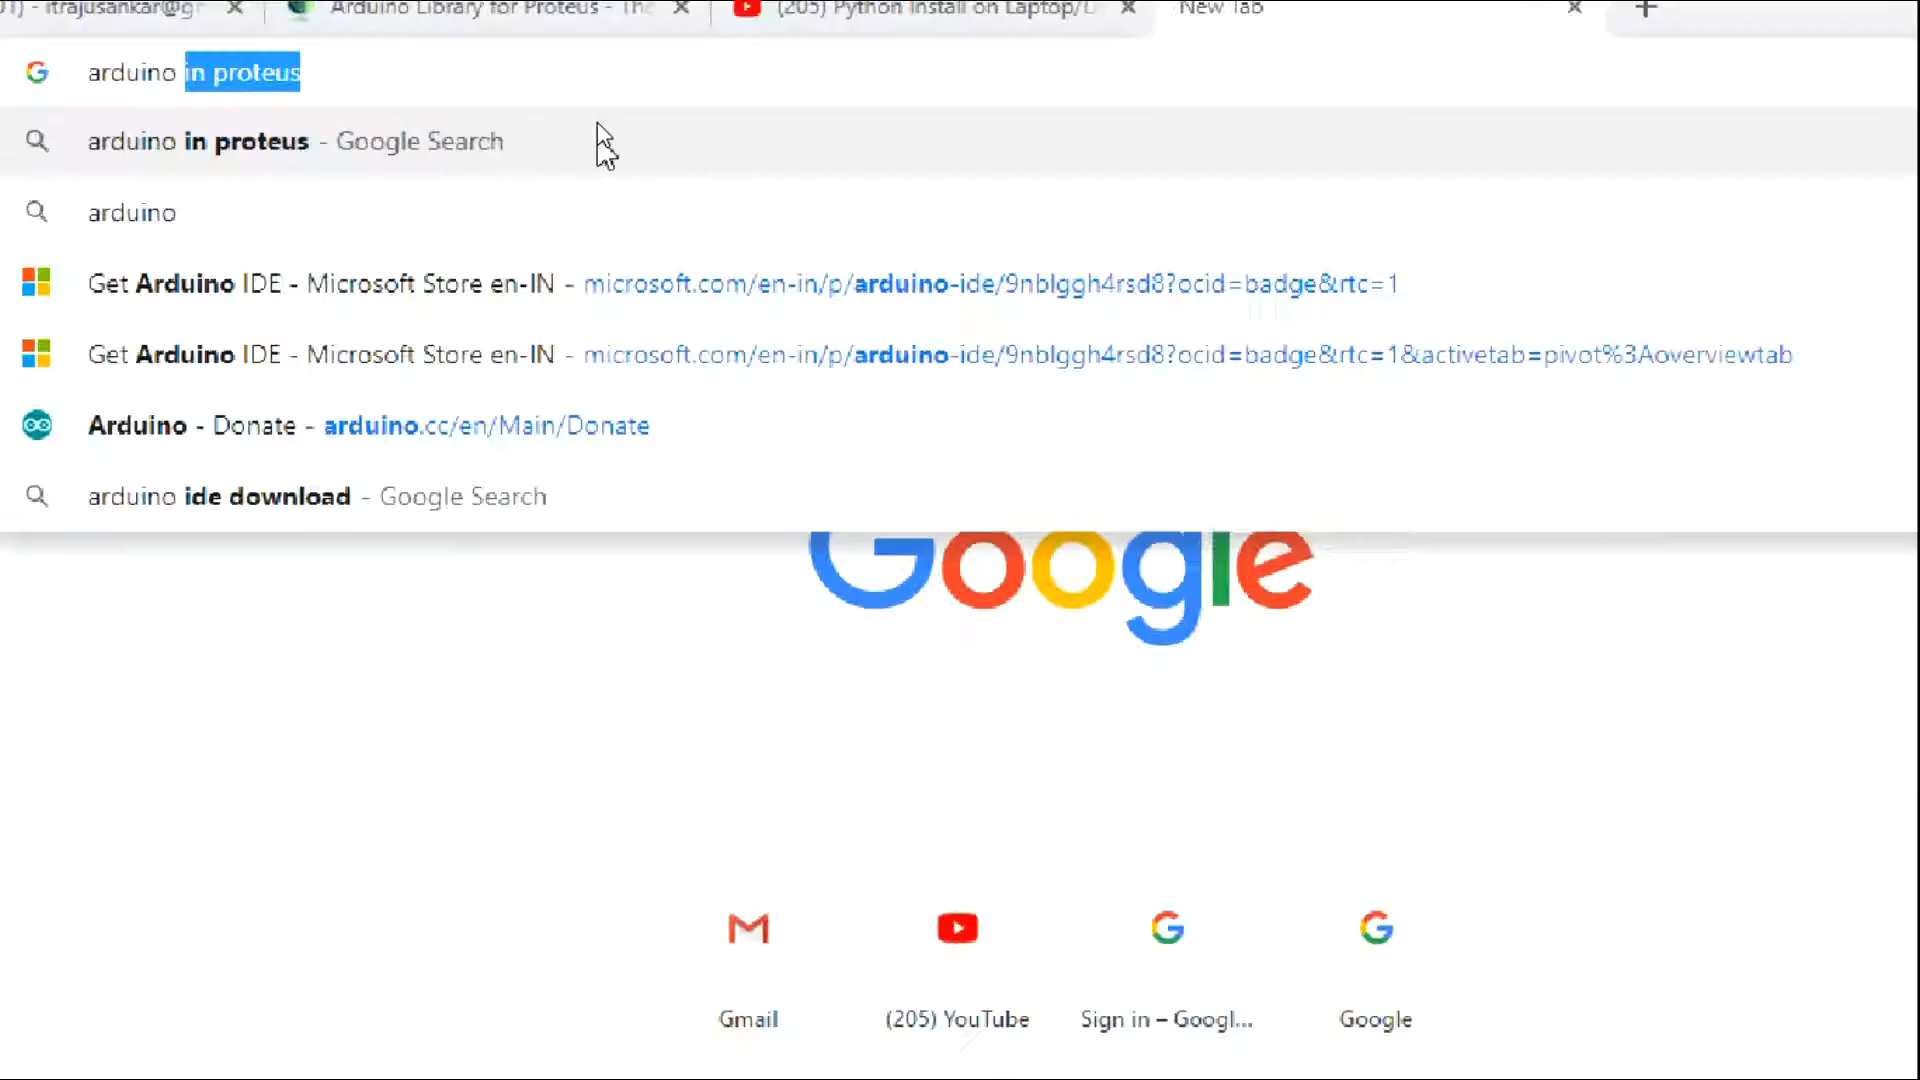 01) - itrajusankar@gr
Arduino Library for Proteus - The
(205) Python Install on Laptop/D
New Tab
arduino in proteus
arduino in proteus - Google Search
arduino
Get Arduino IDE - Microsoft Store en-IN - microsoft.com/en-in/p/arduino-ide/9nblggh4rsd8?ocid=badge&rtc=1
Get Arduino IDE - Microsoft Store en-IN - microsoft.com/en-in/p/arduino-ide/9nblggh4rsd8?ocid=badge&rtc=1&activetab=pivot%3Aoverviewtab
Arduino - Donate - arduino.cc/en/Main/Donate
arduino ide download - Google Search
Google
Gmail
(205) YouTube
Sign in – Googl...
Google